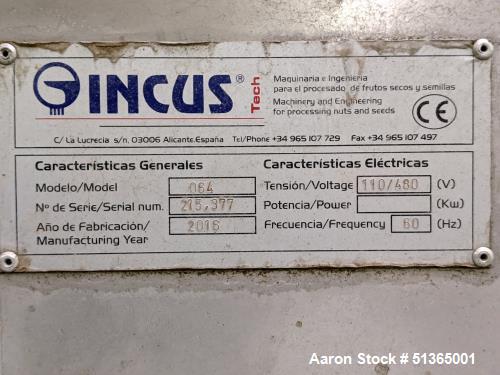 INCUS® Tech
Maquinaria e Ingeniería
para el procesado de frutos secos y semillas
Machinery and Engineering
for processing nuts and seeds
CE
C/ La Lucrecia s/n. 03006 Alicante.España Tel/Phone +34 965 107 729 Fax +34 965 107 497
Características Generales
Modelo/Model 064
Nº de Serie/Serial num. 215,977
Año de Fabricación/ 2016
Manufacturing Year
Características Eléctricas
Tensión/Voltage 110/480 (V)
Potencia/Power (Kw)
Frecuencia/Frequency 60 (Hz)
Aaron Stock # 51365001